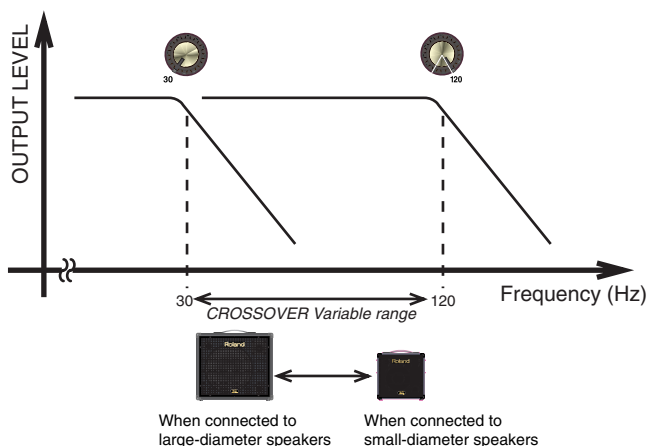 OUTPUT LEVEL
30
120
30
120
Frequency (Hz)
CROSSOVER Variable range
Roland
Roland
When connected to
large-diameter speakers
When connected to
small-diameter speakers